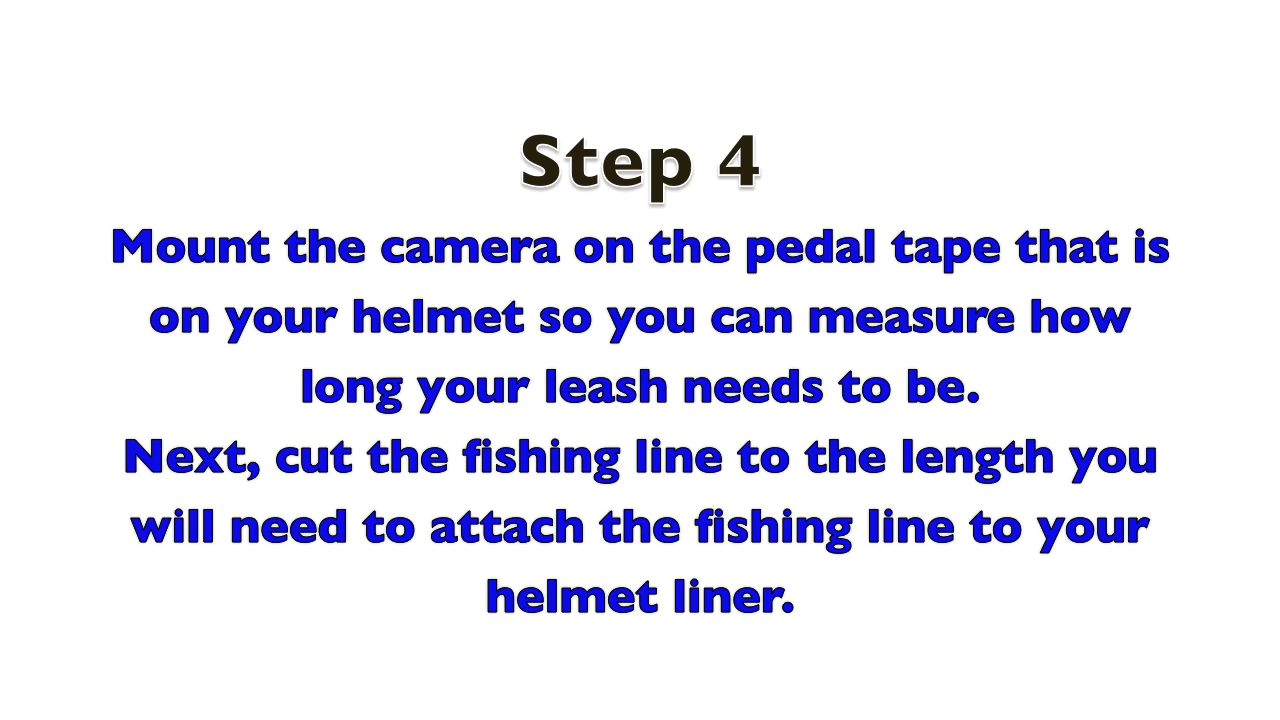 Step 4
Mount the camera on the pedal tape that is
on your helmet so you can measure how
long your leash needs to be.
Next, cut the fishing line to the length you
will need to attach the fishing line to your
helmet liner.